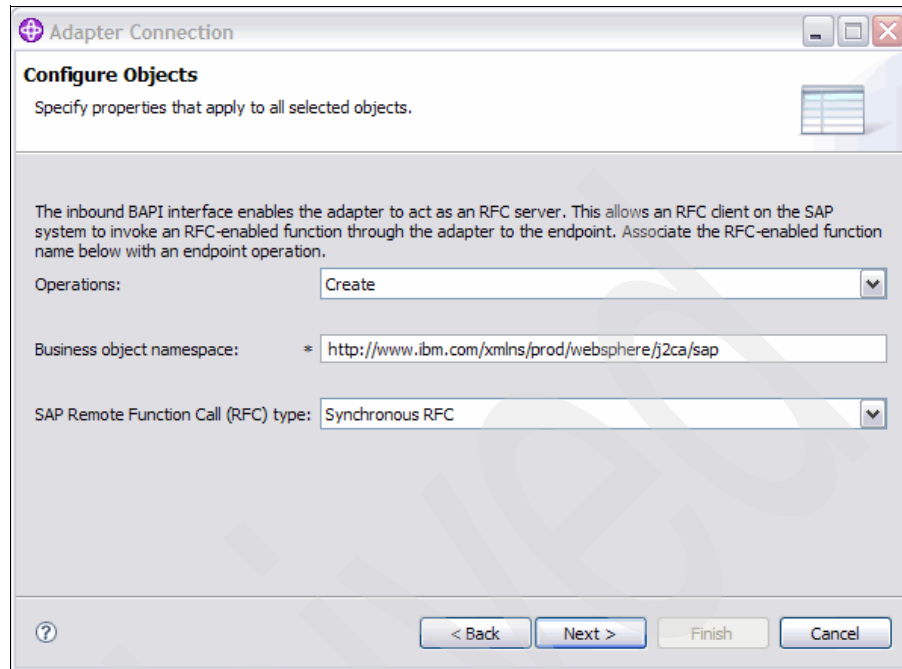 Adapter Connection
Configure Objects
Specify properties that apply to all selected objects.
The inbound BAPI interface enables the adapter to act as an RFC server. This allows an RFC client on the SAP
system to invoke an RFC-enabled function through the adapter to the endpoint. Associate the RFC-enabled function
name below with an endpoint operation.
Operations: Create
Business object namespace: * http://www.ibm.com/xmlns/prod/websphere/j2ca/sap
SAP Remote Function Call (RFC) type: Synchronous RFC
? < Back Next > Finish Cancel